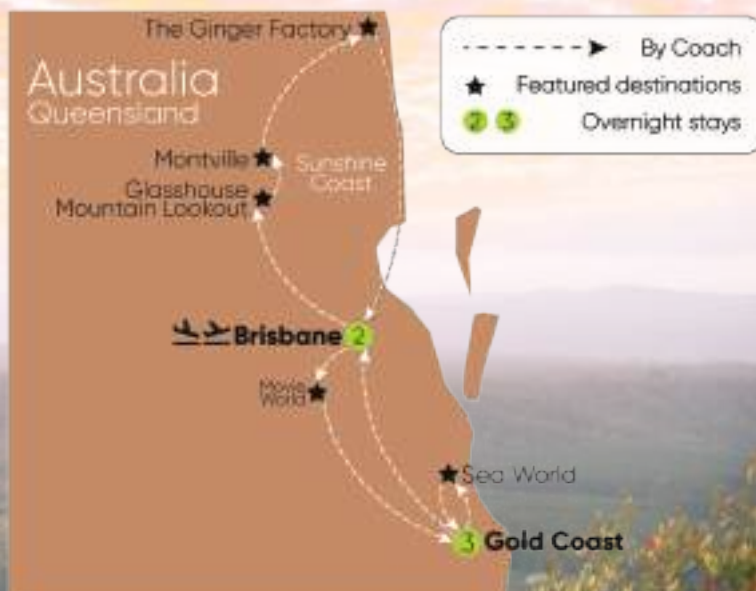 The Ginger Factory
Australia
Queensland
Montville
Sunshine
Coast
Glasshouse
Mountain Lookout
Brisbane 2
Movie
World
Sea World
3 Gold Coast
By Coach
Featured destinations
2 3 Overnight stays